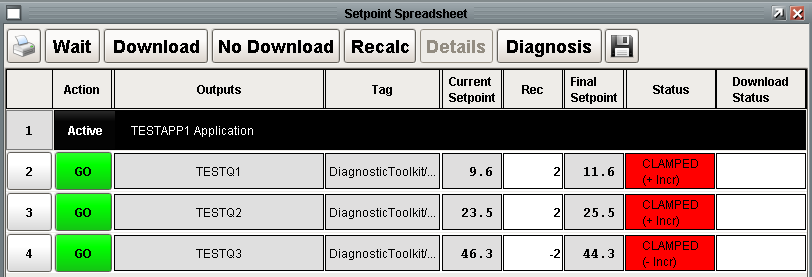 Setpoint Spreadsheet
Wait Download No Download Recalc Details Diagnosis
Action Outputs Tag Current Setpoint Rec Final Setpoint Status Download Status
1 Active TESTAPP1 Application
2 GO TESTQ1 DiagnosticToolkit/... 9.6 2 11.6 CLAMPED (+ Incr)
3 GO TESTQ2 DiagnosticToolkit/... 23.5 2 25.5 CLAMPED (+ Incr)
4 GO TESTQ3 DiagnosticToolkit/... 46.3 -2 44.3 CLAMPED (- Incr)